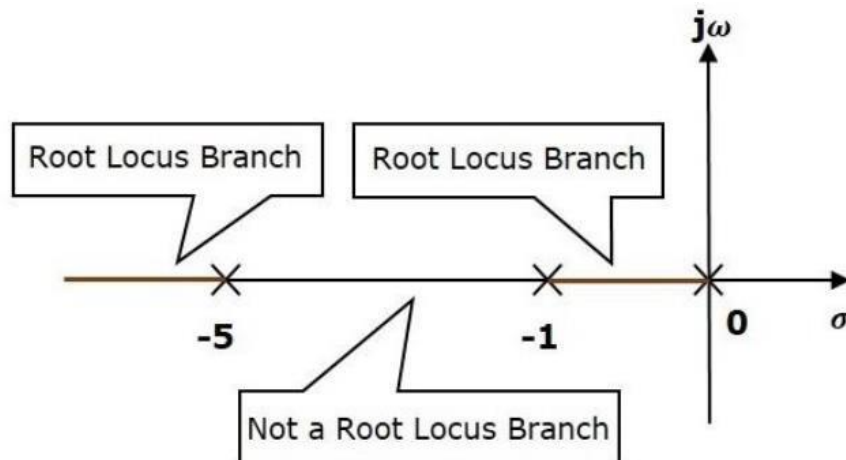 jω
Root Locus Branch
Root Locus Branch
-5
-1
0
σ
Not a Root Locus Branch